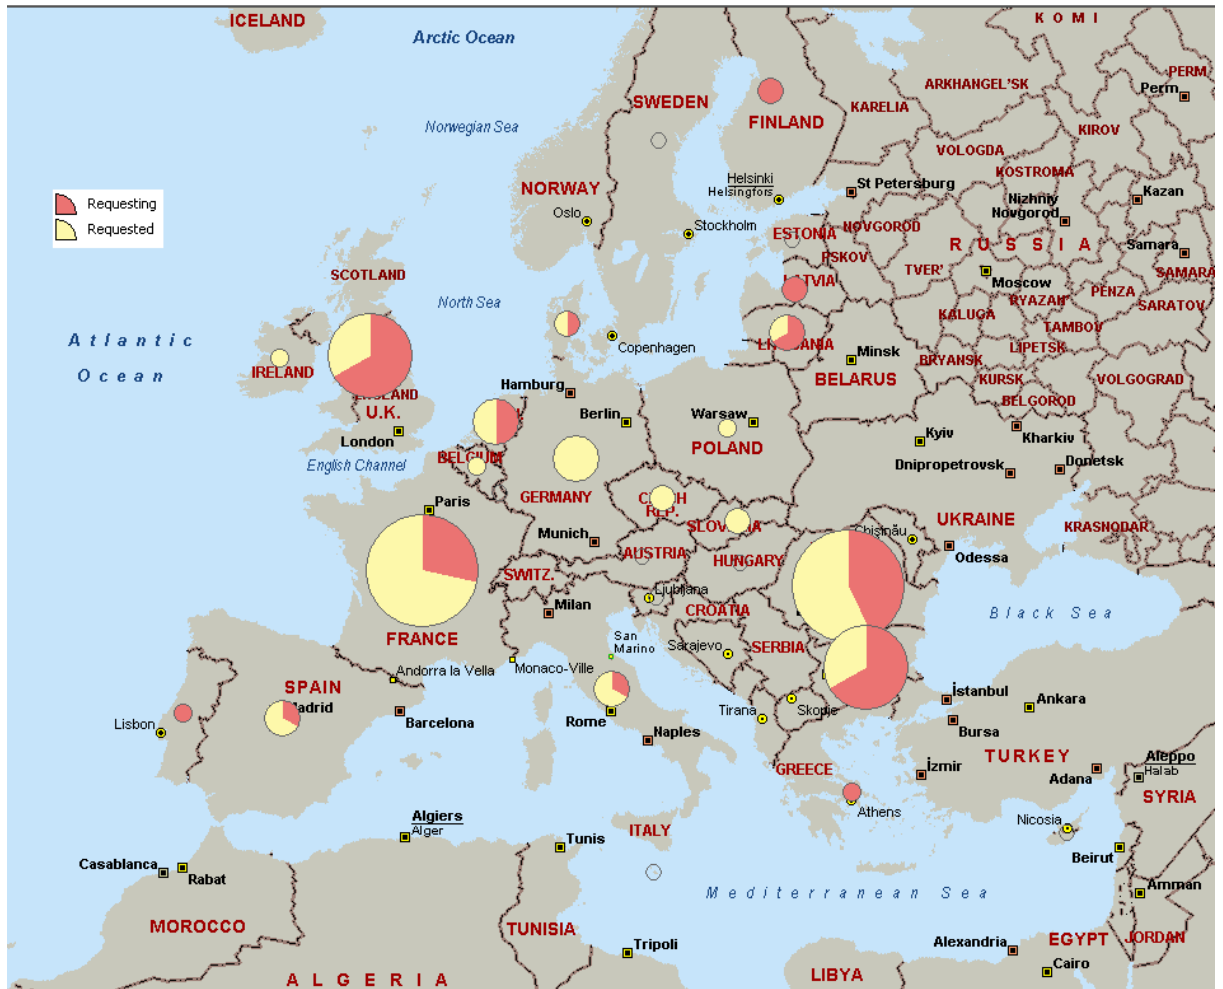 ICELAND
Arctic Ocean
KOMI
SWEDEN
FINLAND
KARELIA
ARKHANGEL'SK
PERM
Perm
Norwegian Sea
KIROV
VOLOGDA
Requesting
Requested
NORWAY
Helsinki
Helsingfors
St Petersburg
KOSTROMA
Nizhniy
Novgorod
Kazan
Oslo
Stockholm
ESTONIA
NOVGOROD
PSKOV
RUSSIA
Samara
SCOTLAND
TVER'
Moscow
SAMARA
North Sea
RYAZAN'
PENZA
SARATOV
KALUGA
TAMBOV
Atlantic
Ocean
Copenhagen
Minsk
BRYANSK
LIPETSK
IRELAND
BELARUS
KURSK
VOLGOGRAD
Hamburg
BELGOROD
U.K.
Berlin
Warsaw
London
Kyiv
Kharkiv
POLAND
English Channel
BELGIUM
Dnipropetrovsk
Donetsk
GERMANY
REP.
Paris
UKRAINE
KRASNODAR
Munich
Chişinău
AUSTRIA
HUNGARY
Odessa
SWITZ.
Ljubljana
Milan
CROATIA
Black Sea
FRANCE
San
Marino
Sarajevo
SERBIA
Andorra la Vella
Monaco-Ville
SPAIN
Madrid
İstanbul
Ankara
Lisbon
Barcelona
Rome
Tirana
Skopje
Bursa
Naples
TURKEY
GREECE
İzmir
Adana
Aleppo
Halab
SYRIA
Algiers
Alger
ITALY
Athens
Nicosia
Tunis
Beirut
Casablanca
Rabat
Mediterranean Sea
Amman
MOROCCO
TUNISIA
Tripoli
Alexandria
EGYPT
JORDAN
Cairo
ALGERIA
LIBYA